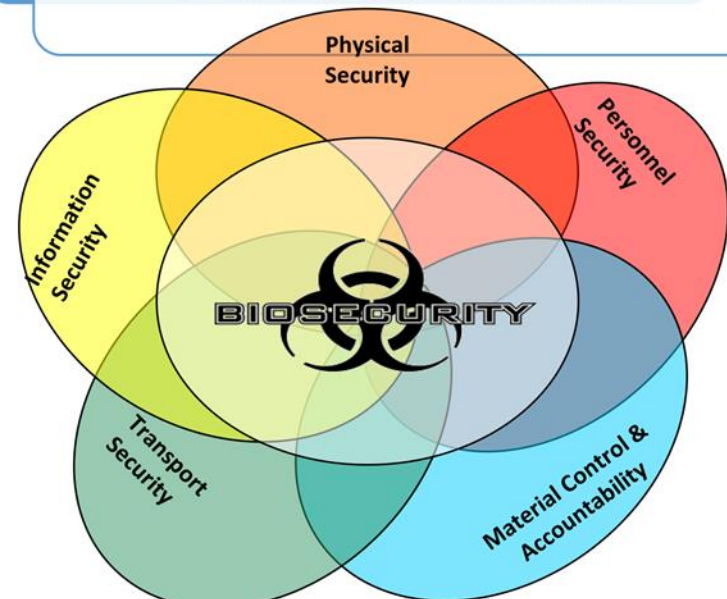 Physical
Security
Personnel
Security
Information
Security
BIOSECURITY
Transport
Security
Material Control &
Accountability